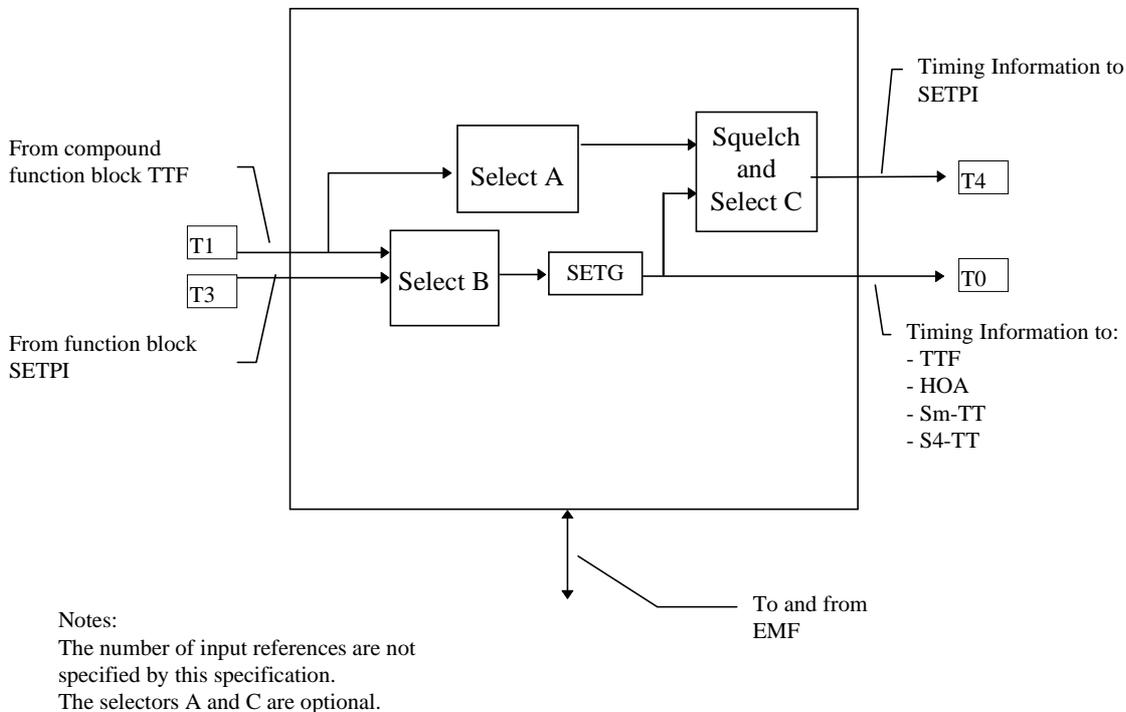 Timing Information to
SETPI
From compound
function block TTF
Squelch
and
Select C
Select A
T4
T1
Select B
SETG
T0
T3
From function block
SETPI
Timing Information to:
- TTF
- HOA
- Sm-TT
- S4-TT
To and from
EMF
Notes:
The number of input references are not
specified by this specification.
The selectors A and C are optional.